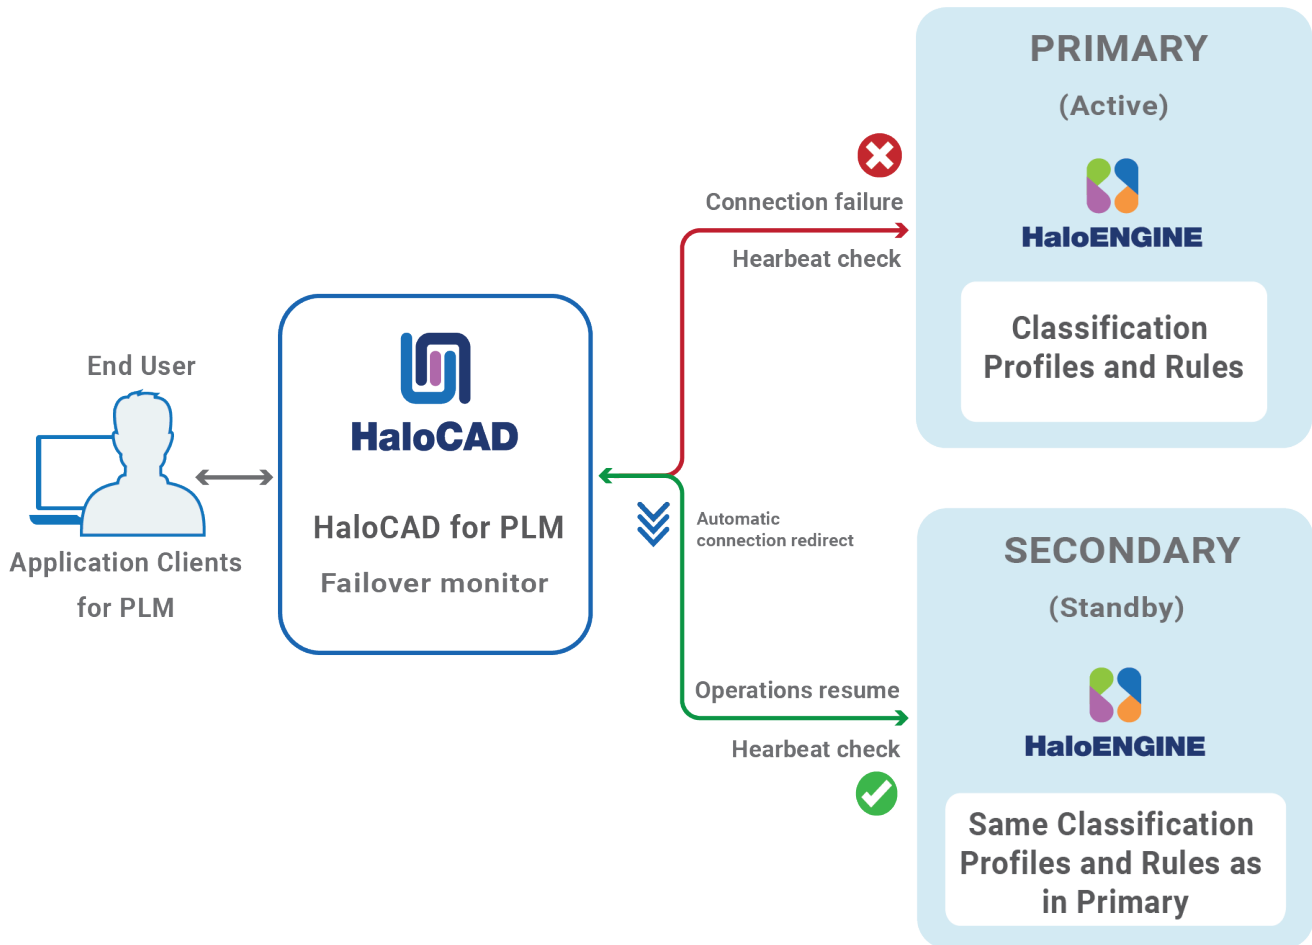 End User
Application Clients
for PLM
HaloCAD
HaloCAD for PLM
Failover monitor
Connection failure
Hearbeat check
Automatic
connection redirect
Operations resume
Hearbeat check
PRIMARY
(Active)
HaloENGINE
Classification
Profiles and Rules
SECONDARY
(Standby)
HaloENGINE
Same Classification
Profiles and Rules as
in Primary